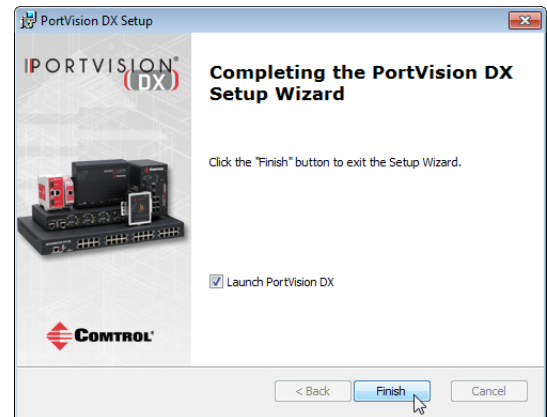 PortVision DX Setup
PORTVISION®
(DX)
Completing the PortVision DX
Setup Wizard
Click the "Finish" button to exit the Setup Wizard.
Launch PortVision DX
COMTROL®
< Back
Finish
Cancel